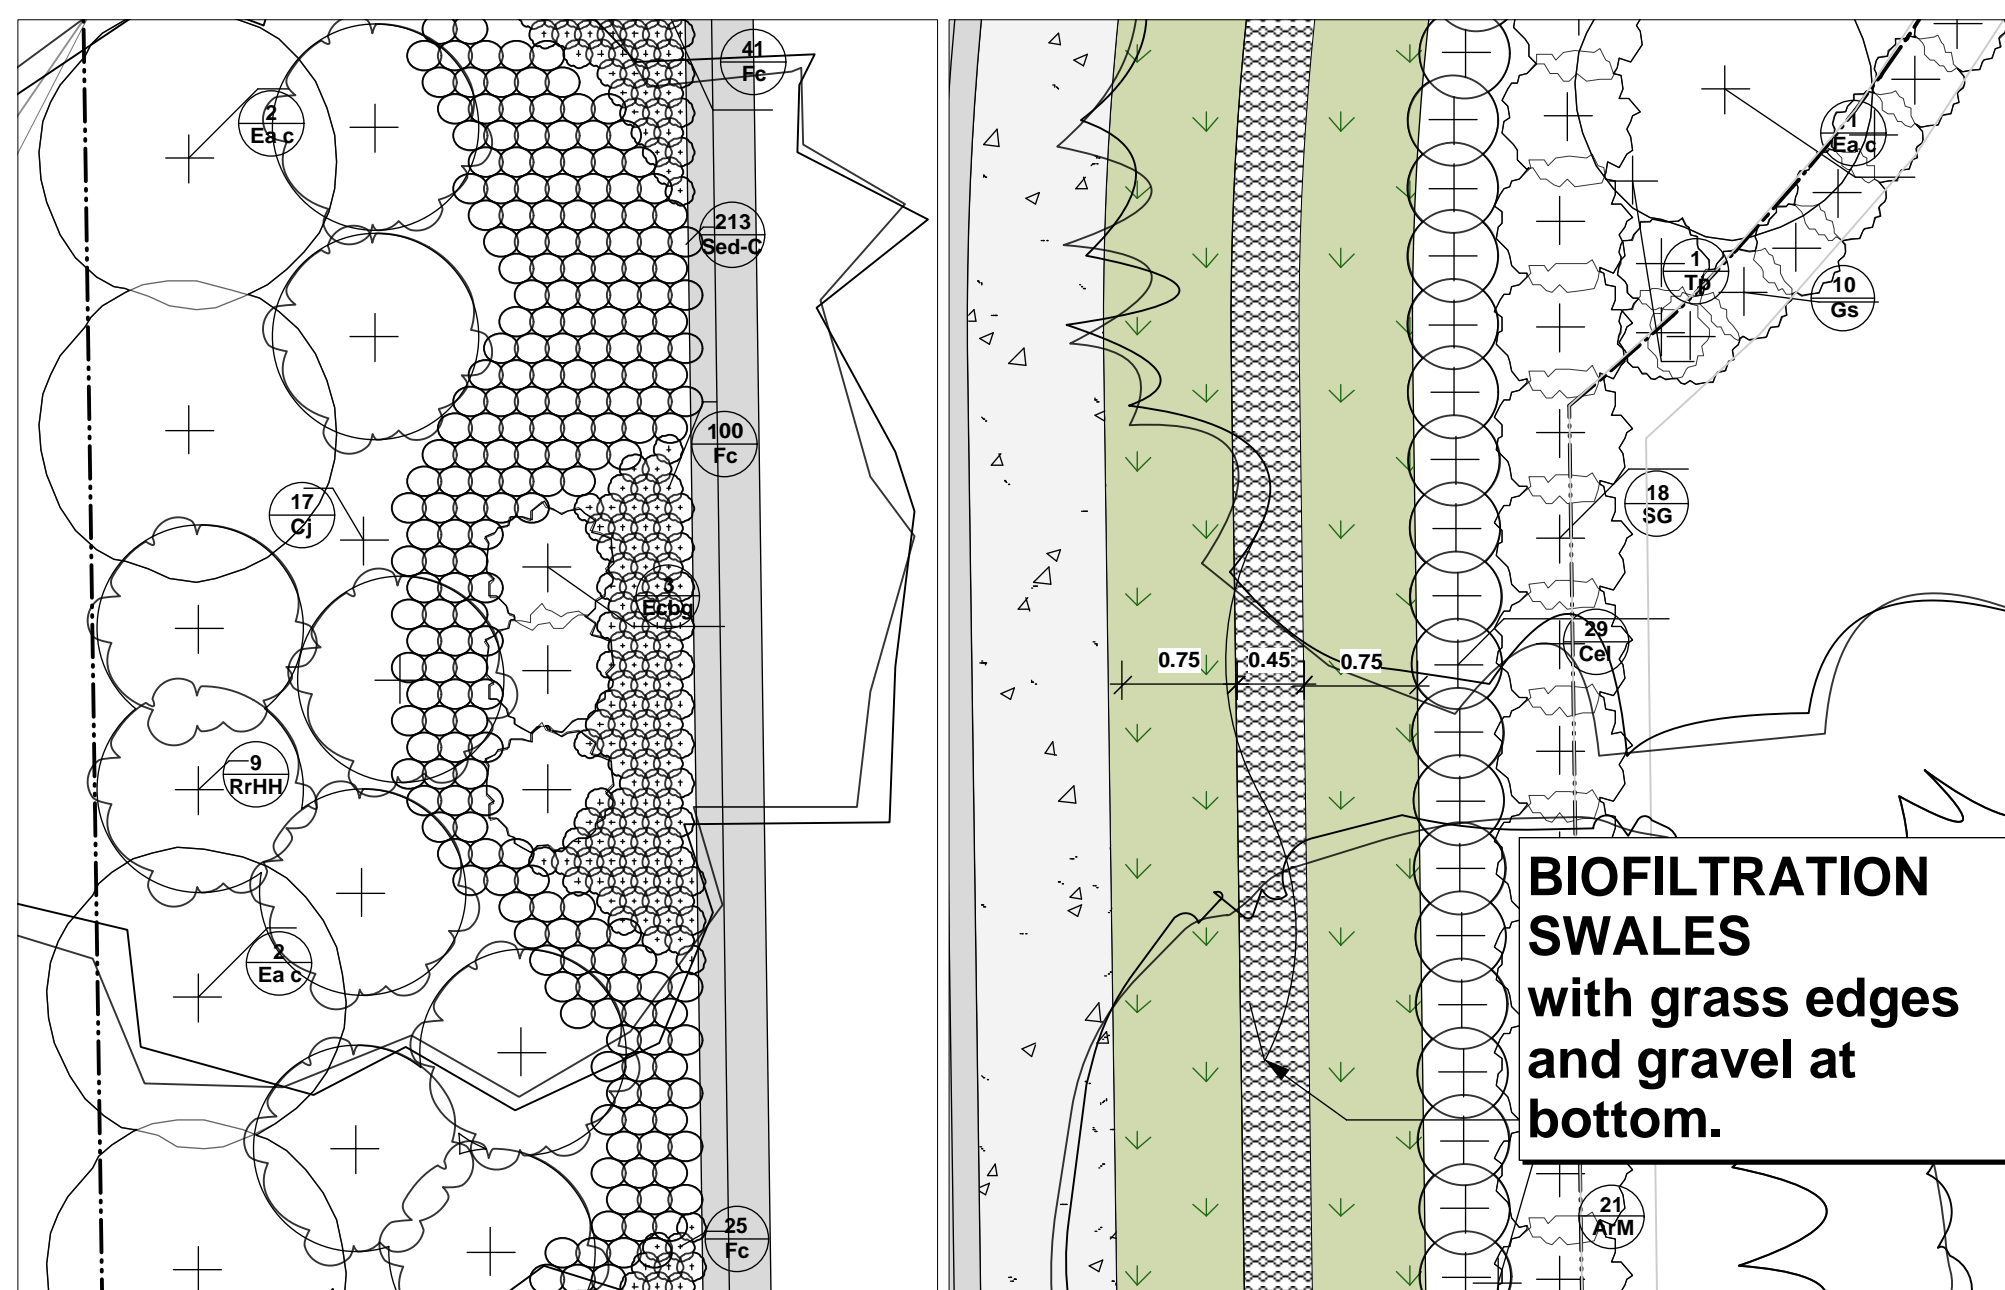 41
Fc
2
Ea c
213
Sed-C
100
Fc
17
Cj
3
Ecbg
9
RrHH
2
Ea c
25
Fc
1
Ea c
1
Tp
10
Gs
18
SG
29
Cel
0.75
0.45
0.75
BIOFILTRATION
SWALES
with grass edges
and gravel at
bottom.
21
ArM